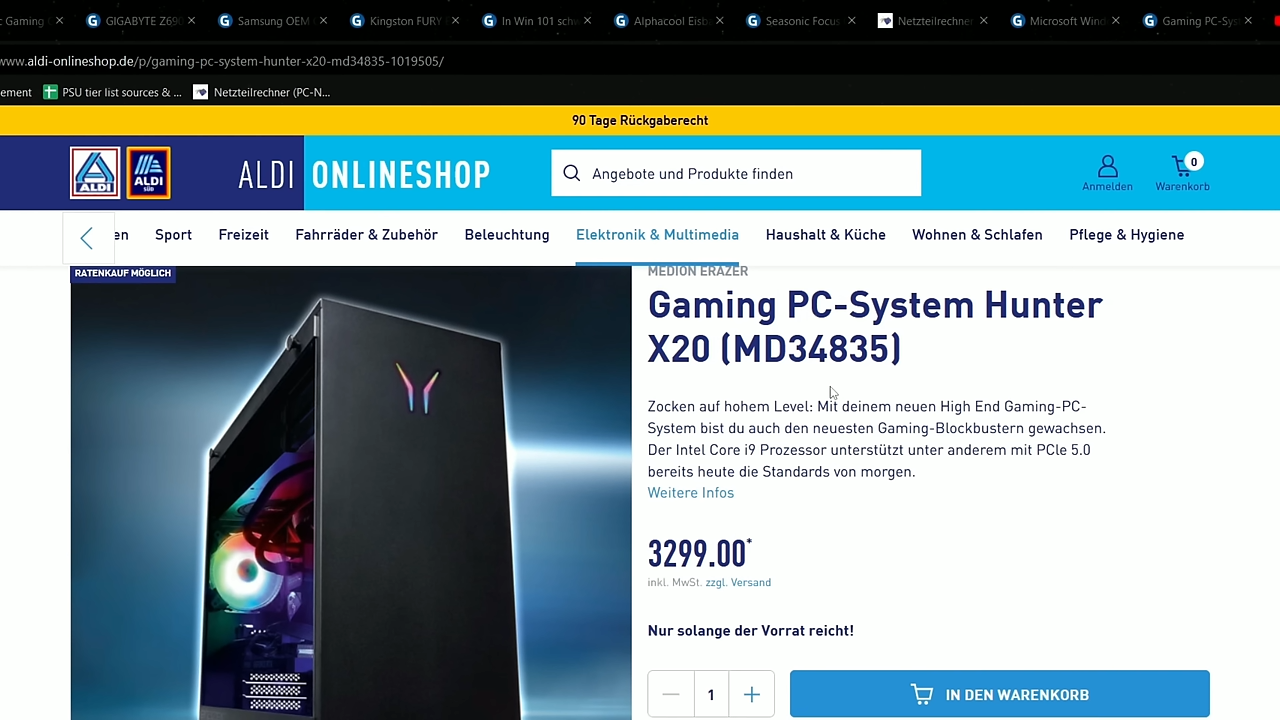 Gaming
GIGABYTE Z69
Samsung OEM
Kingston FURY
In Win 101 sch
Alphacool Eisb
Seasonic Focus
Netzteilrechne
Microsoft Wind
Gaming PC-Sys
www.aldi-onlineshop.de/p/gaming-pc-system-hunter-x20-md34835-1019505/
ement
PSU tier list sources & ...
Netzteilrechner (PC-N...
90 Tage Rückgaberecht
ALDI
ALDI
SÜD
ALDI ONLINESHOP
Angebote und Produkte finden
0
Anmelden
Warenkorb
en
Sport
Freizeit
Fahrräder & Zubehör
Beleuchtung
Elektronik & Multimedia
Haushalt & Küche
Wohnen & Schlafen
Pflege & Hygiene
RATENKAUF MÖGLICH
MEDION ERAZER
Gaming PC-System Hunter
X20 (MD34835)
Zocken auf hohem Level: Mit deinem neuen High End Gaming-PC-
System bist du auch den neuesten Gaming-Blockbustern gewachsen.
Der Intel Core i9 Prozessor unterstützt unter anderem mit PCIe 5.0
bereits heute die Standards von morgen.
Weitere Infos
3299.00*
inkl. MwSt. zzgl. Versand
Nur solange der Vorrat reicht!
1
IN DEN WARENKORB